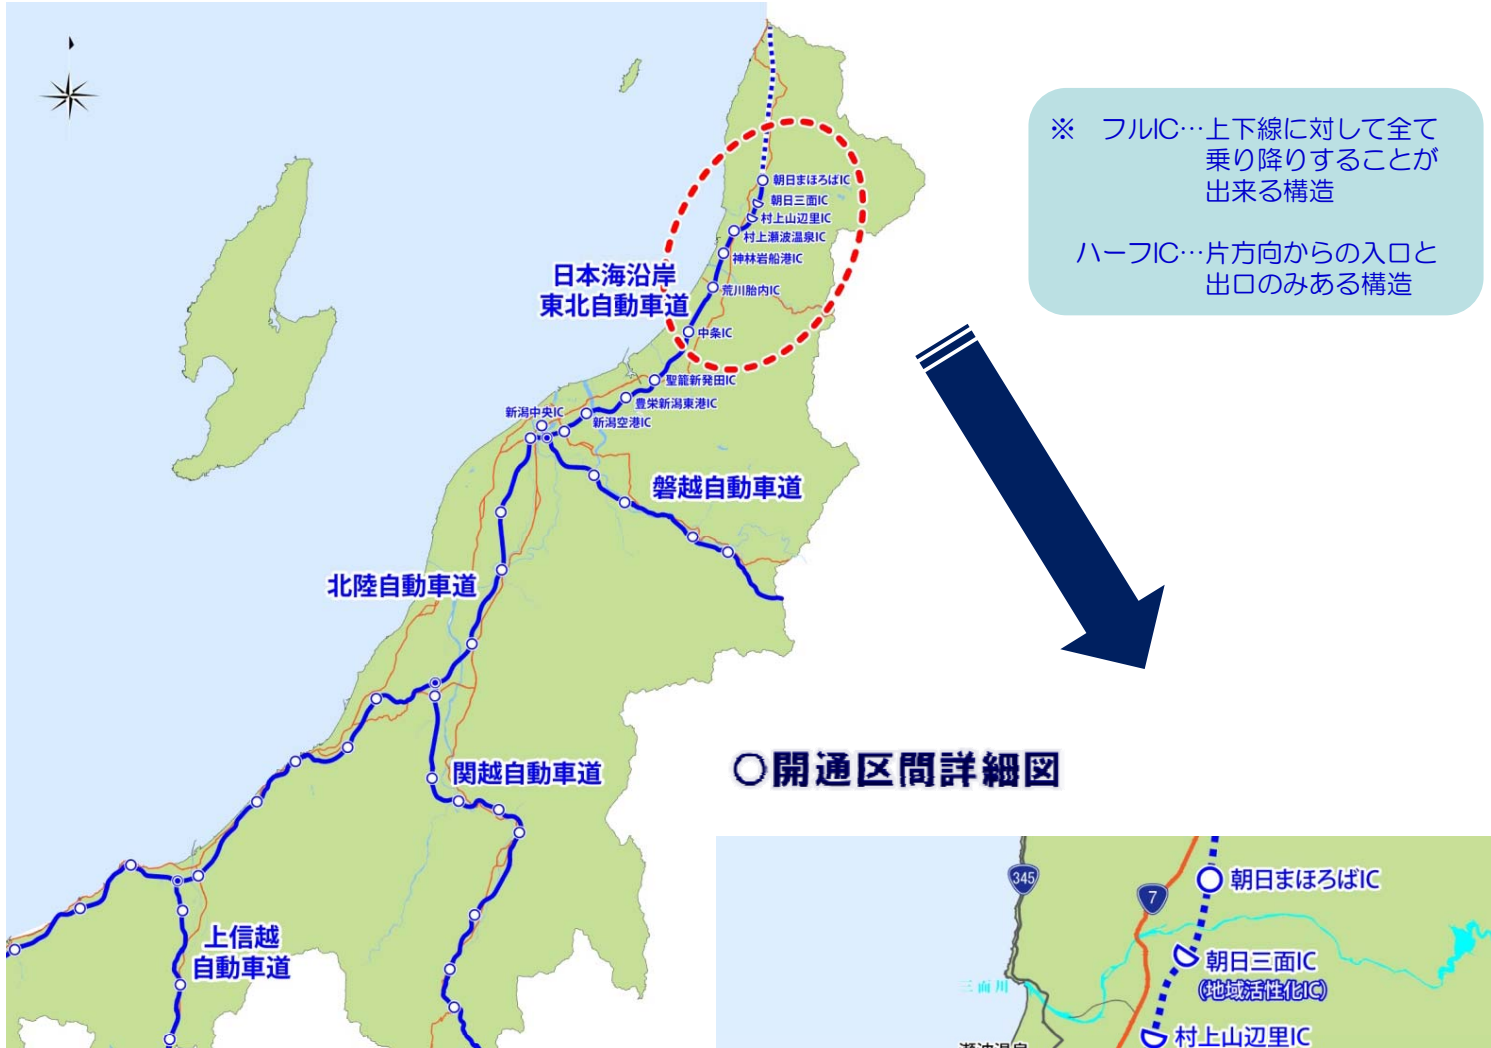 ※ フルIC…上下線に対して全て
乗り降りすることが
出来る構造
ハーフIC…片方向からの入口と
出口のみある構造
朝日まほろばIC
朝日三面IC
村上山辺里IC
村上瀬波温泉IC
神林岩船港IC
荒川胎内IC
中条IC
日本海沿岸
東北自動車道
聖籠新発田IC
豊栄新潟東港IC
新潟空港IC
新潟中央IC
磐越自動車道
北陸自動車道
関越自動車道
上信越
自動車道
○開通区間詳細図
345
7
朝日まほろばIC
朝日三面IC
(地域活性化IC)
三面川
村上山辺里IC